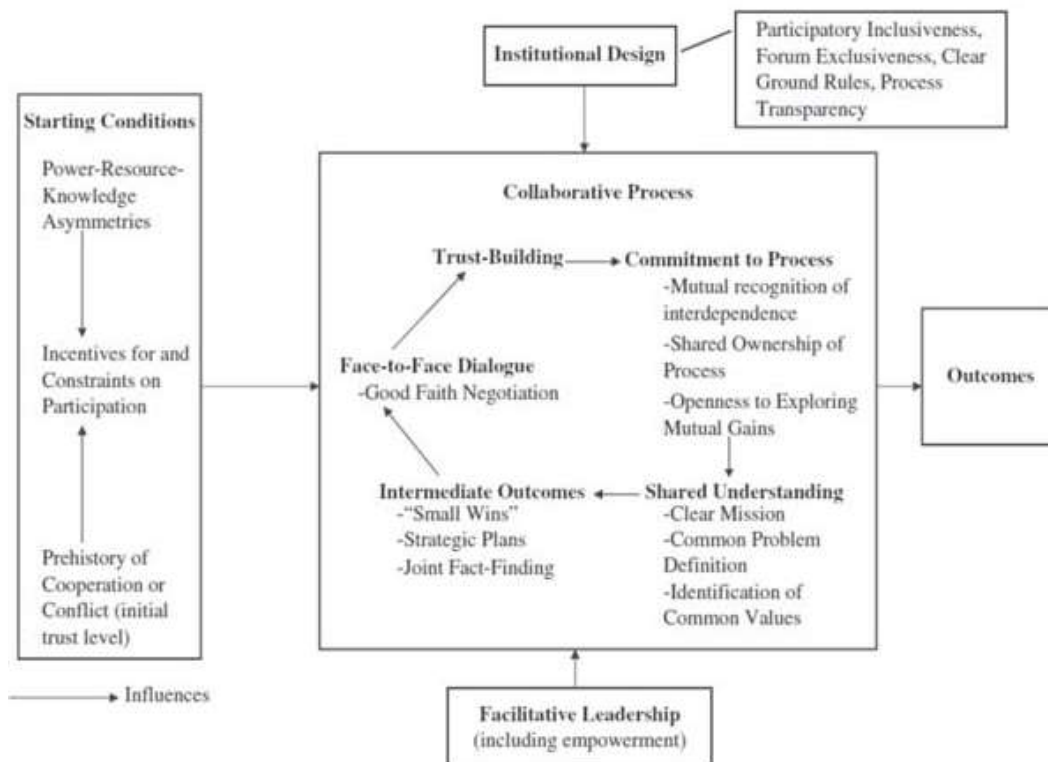 Institutional Design
Participatory Inclusiveness,
Forum Exclusiveness, Clear
Ground Rules, Process
Transparency
Starting Conditions
Power-Resource-
Knowledge
Asymmetries
Incentives for and
Constraints on
Participation
Prehistory of
Cooperation or
Conflict (initial
trust level)
Collaborative Process
Trust-Building
Commitment to Process
-Mutual recognition of
interdependence
-Shared Ownership of
Process
-Openness to Exploring
Mutual Gains
Face-to-Face Dialogue
-Good Faith Negotiation
Intermediate Outcomes
-“Small Wins”
-Strategic Plans
-Joint Fact-Finding
Shared Understanding
-Clear Mission
-Common Problem
Definition
-Identification of
Common Values
Outcomes
Influences
Facilitative Leadership
(including empowerment)